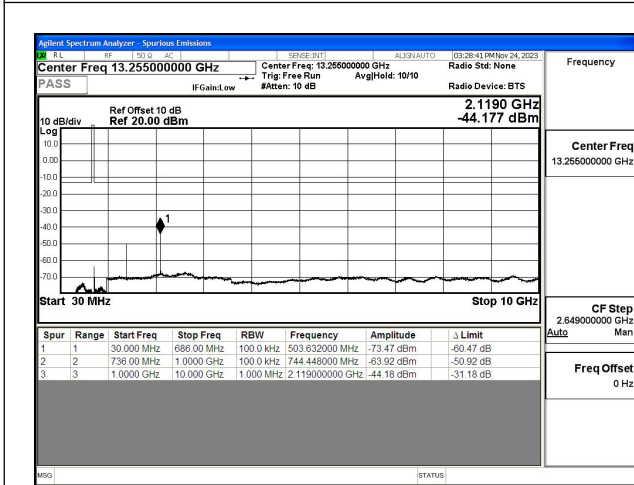 Agilent Spectrum Analyzer - Spurious Emissions
RL RF 50 Ω AC SENSE:INT ALIGN AUTO 03:28:41 PM Nov 24, 2023
Center Freq 13.255000000 GHz Center Freq: 13.255000000 GHz Radio Std: None Frequency
Trig: Free Run Avg|Hold: 10/10
PASS IFGain:Low #Atten: 10 dB Radio Device: BTS
2.1190 GHz
Ref Offset 10 dB
10 dB/div Ref 20.00 dBm -44.177 dBm
Log
10.0
0.00
-10.0
-20.0
-30.0
-40.0
-50.0
-60.0
-70.0
1
Start 30 MHz Stop 10 GHz
Center Freq
13.255000000 GHz
CF Step
2.649000000 GHz
Auto Man
Freq Offset
0 Hz
Spur Range Start Freq Stop Freq RBW Frequency Amplitude Δ Limit
1 1 30.000 MHz 686.00 MHz 100.0 kHz 503.632000 MHz -73.47 dBm -60.47 dB
2 2 736.00 MHz 1.0000 GHz 100.0 kHz 744.448000 MHz -63.92 dBm -50.92 dB
3 3 1.0000 GHz 10.000 GHz 1.000 MHz 2.119000000 GHz -44.18 dBm -31.18 dB
MSG STATUS